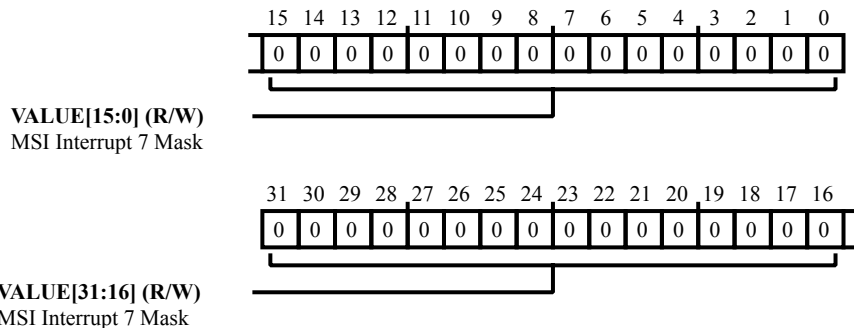 15 14 13 12 11 10 9 8 7 6 5 4 3 2 1 0
0 0 0 0 0 0 0 0 0 0 0 0 0 0 0 0
VALUE[15:0] (R/W)
MSI Interrupt 7 Mask
31 30 29 28 27 26 25 24 23 22 21 20 19 18 17 16
0 0 0 0 0 0 0 0 0 0 0 0 0 0 0 0
VALUE[31:16] (R/W)
MSI Interrupt 7 Mask